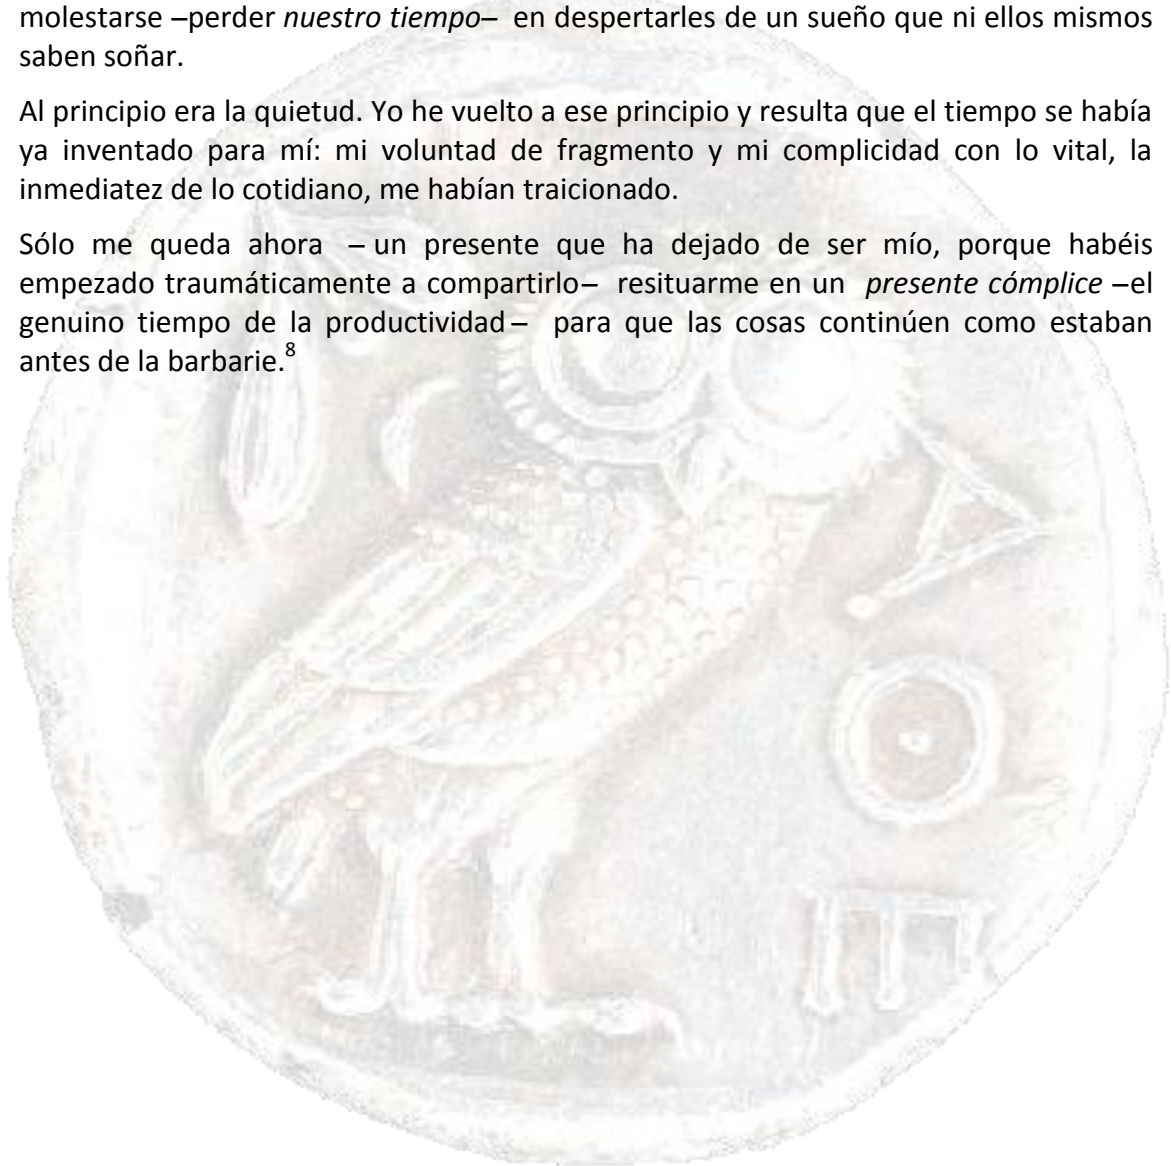 molestarse –perder nuestro tiempo– en despertarles de un sueño que ni ellos mismos
saben soñar.
Al principio era la quietud. Yo he vuelto a ese principio y resulta que el tiempo se había
ya inventado para mí: mi voluntad de fragmento y mi complicidad con lo vital, la
inmediatez de lo cotidiano, me habían traicionado.
Sólo me queda ahora – un presente que ha dejado de ser mío, porque habéis
empezado traumáticamente a compartirlo– resituarme en un presente cómplice –el
genuino tiempo de la productividad – para que las cosas continúen como estaban
antes de la barbarie.8